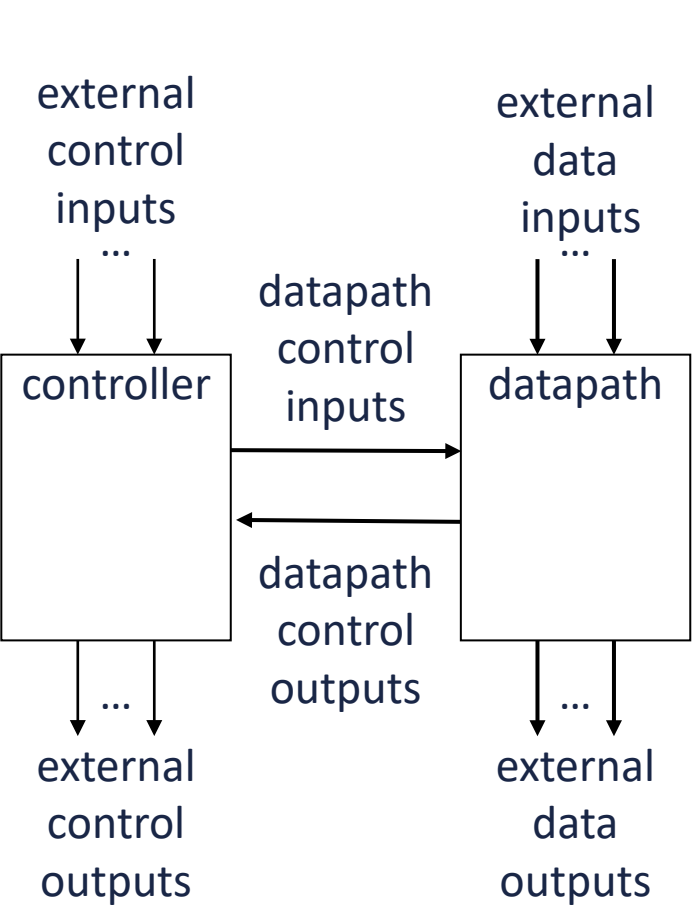 external
control
inputs
...
external
data
inputs
...
datapath
control
inputs
controller
datapath
datapath
control
outputs
...
external
control
outputs
...
external
data
outputs